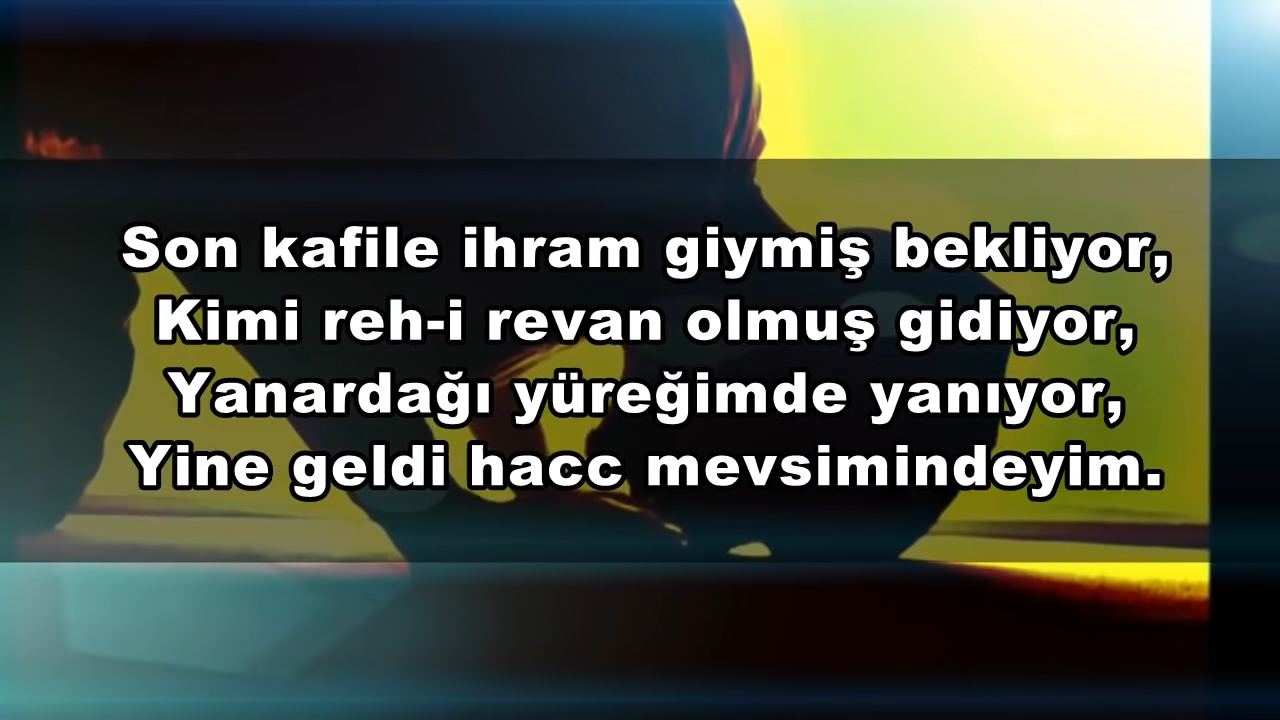 Son kafile ihram giymiş bekliyor,
Kimi reh-i revan olmuş gidiyor,
Yanardağı yüreğimde yanıyor,
Yine geldi hacc mevsimindeyim.